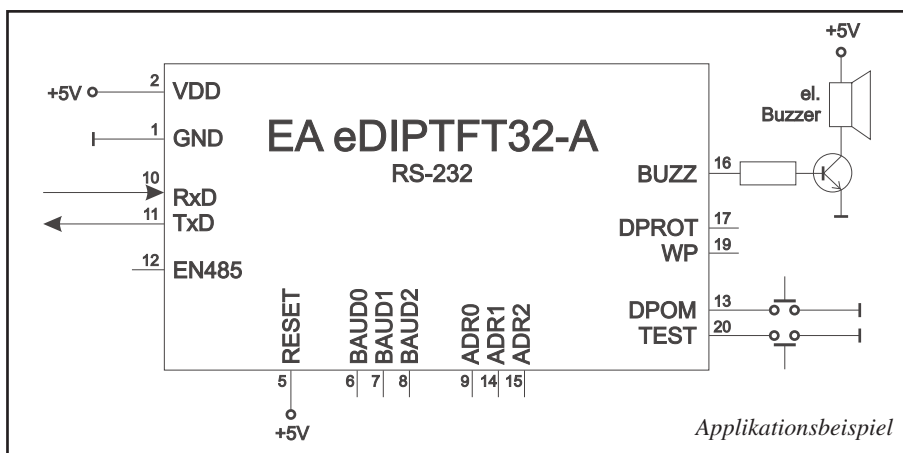 +5V
el.
Buzzer
+5V
2
VDD
1
GND
EA eDIPTFT32-A
RS-232
10
RxD
11
TxD
12
EN485
BUZZ
16
DPROT
17
WP
19
DPOM
13
TEST
20
RESET
BAUD0
BAUD1
BAUD2
ADR0
ADR1
ADR2
5
6
7
8
9
14
15
+5V
Applikationsbeispiel